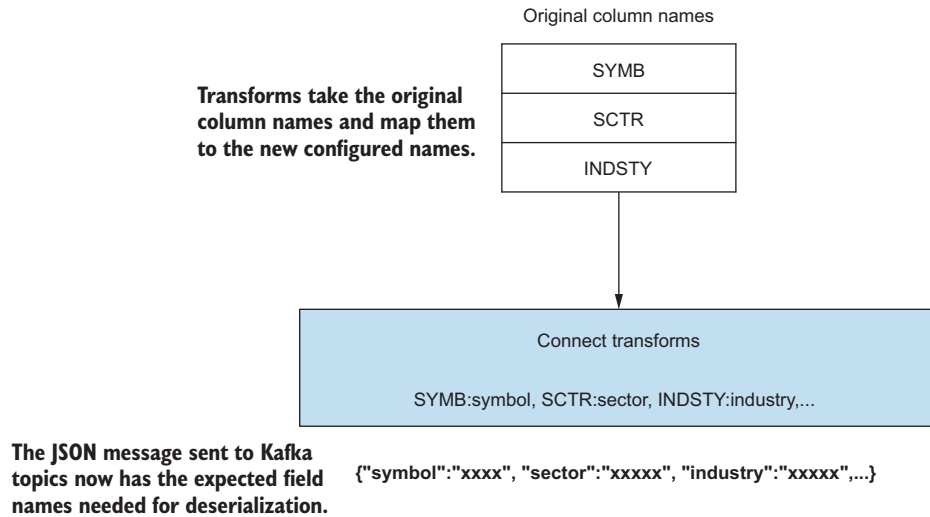 Original column names
SYMB
Transforms take the original
column names and map them
to the new configured names.
SCTR
INDSTY
Connect transforms
SYMB:symbol, SCTR:sector, INDSTY:industry,...
The JSON message sent to Kafka
topics now has the expected field
names needed for deserialization.
{"symbol":"xxxx", "sector":"xxxxx", "industry":"xxxxx",...}